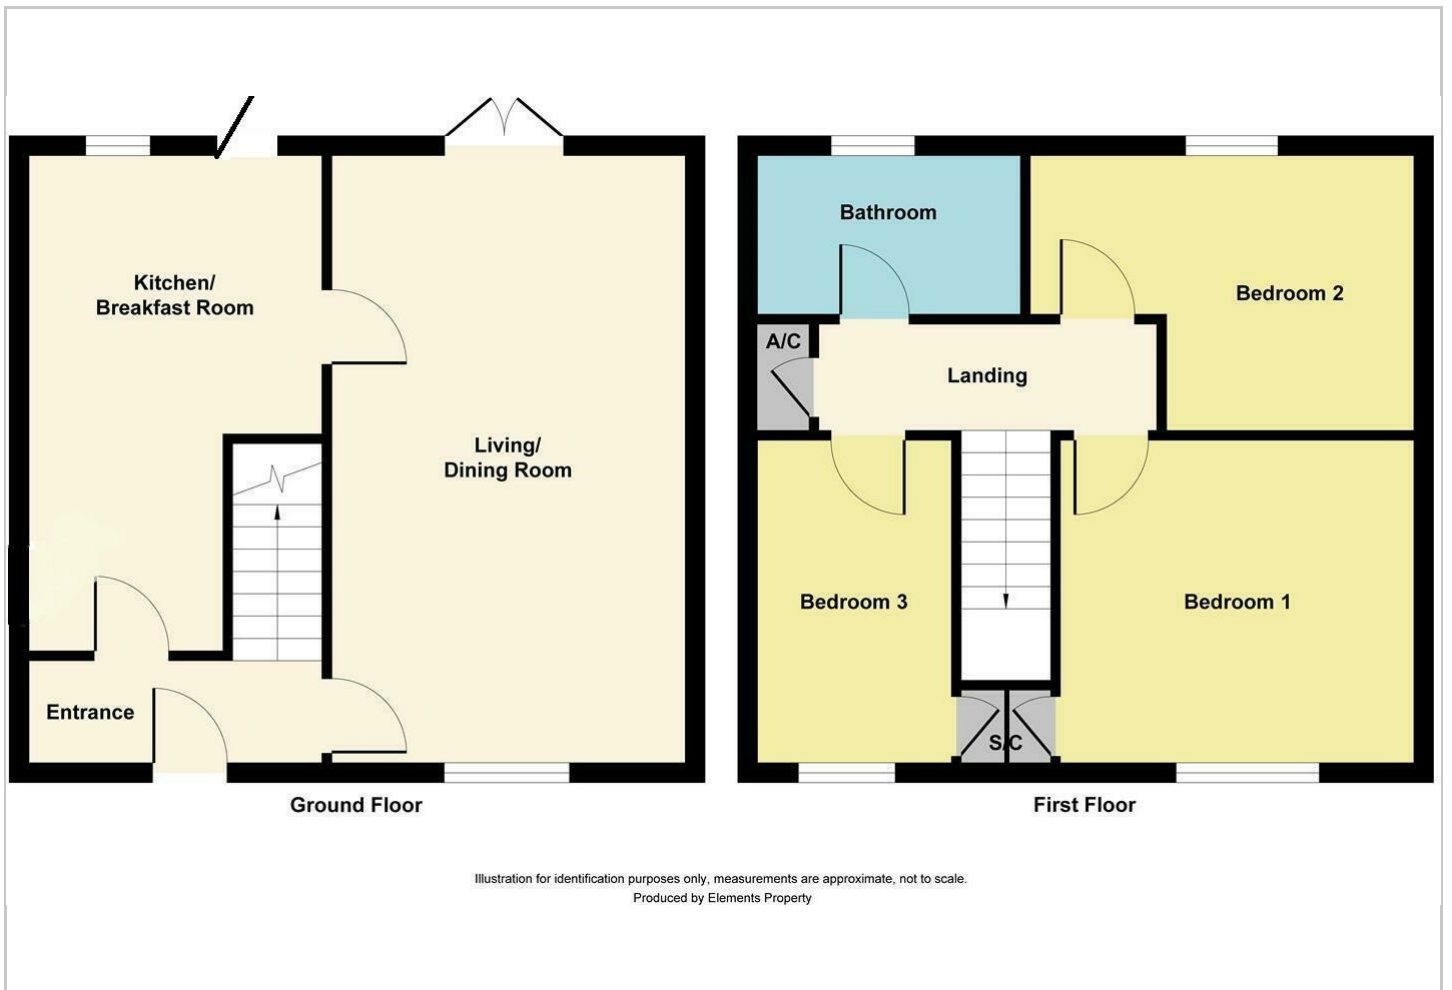 Kitchen/
Breakfast Room
Living/
Dining Room
Entrance
Ground Floor
Bathroom
Bedroom 2
A/C
Landing
Bedroom 3
Bedroom 1
S/C
First Floor
Illustration for identification purposes only, measurements are approximate, not to scale.
Produced by Elements Property